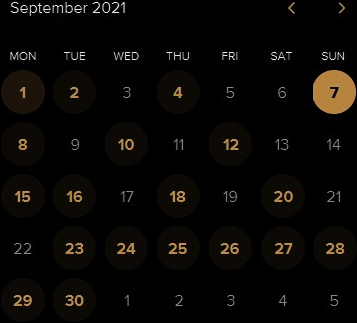 September 2021
MON TUE WED THU FRI SAT SUN
1 2 3 4 5 6 7
8 9 10 11 12 13 14
15 16 17 18 19 20 21
22 23 24 25 26 27 28
29 30 1 2 3 4 5